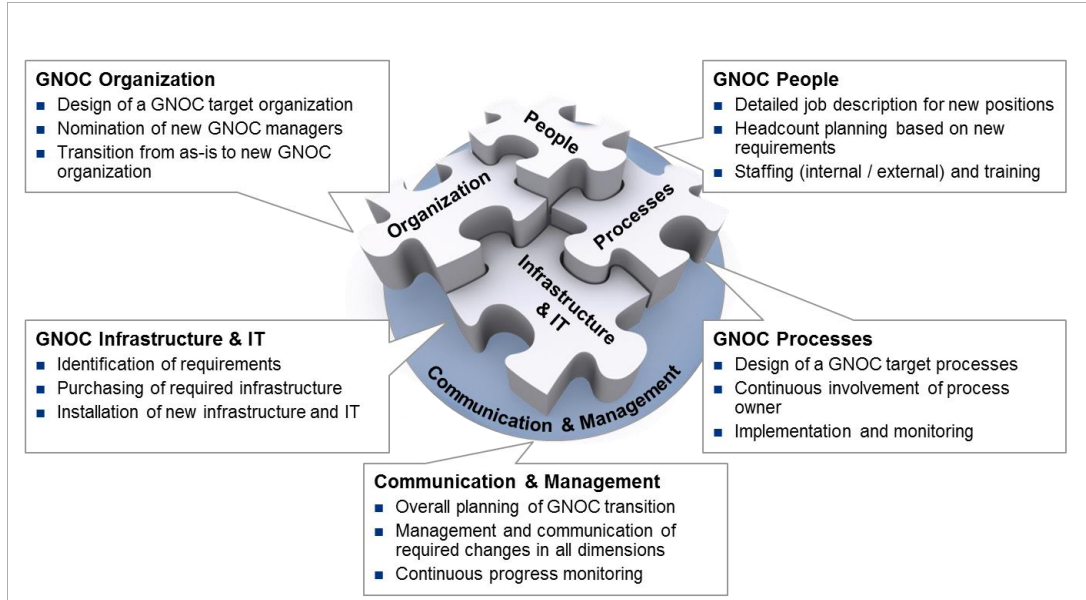 GNOC Organization
■ Design of a GNOC target organization
■ Nomination of new GNOC managers
■ Transition from as-is to new GNOC
organization
GNOC People
■ Detailed job description for new positions
■ Headcount planning based on new
requirements
■ Staffing (internal / external) and training
People
Organization
Processes
Infrastructure
& IT
Communication & Management
GNOC Infrastructure & IT
■ Identification of requirements
■ Purchasing of required infrastructure
■ Installation of new infrastructure and IT
GNOC Processes
■ Design of a GNOC target processes
■ Continuous involvement of process
owner
■ Implementation and monitoring
Communication & Management
■ Overall planning of GNOC transition
■ Management and communication of
required changes in all dimensions
■ Continuous progress monitoring